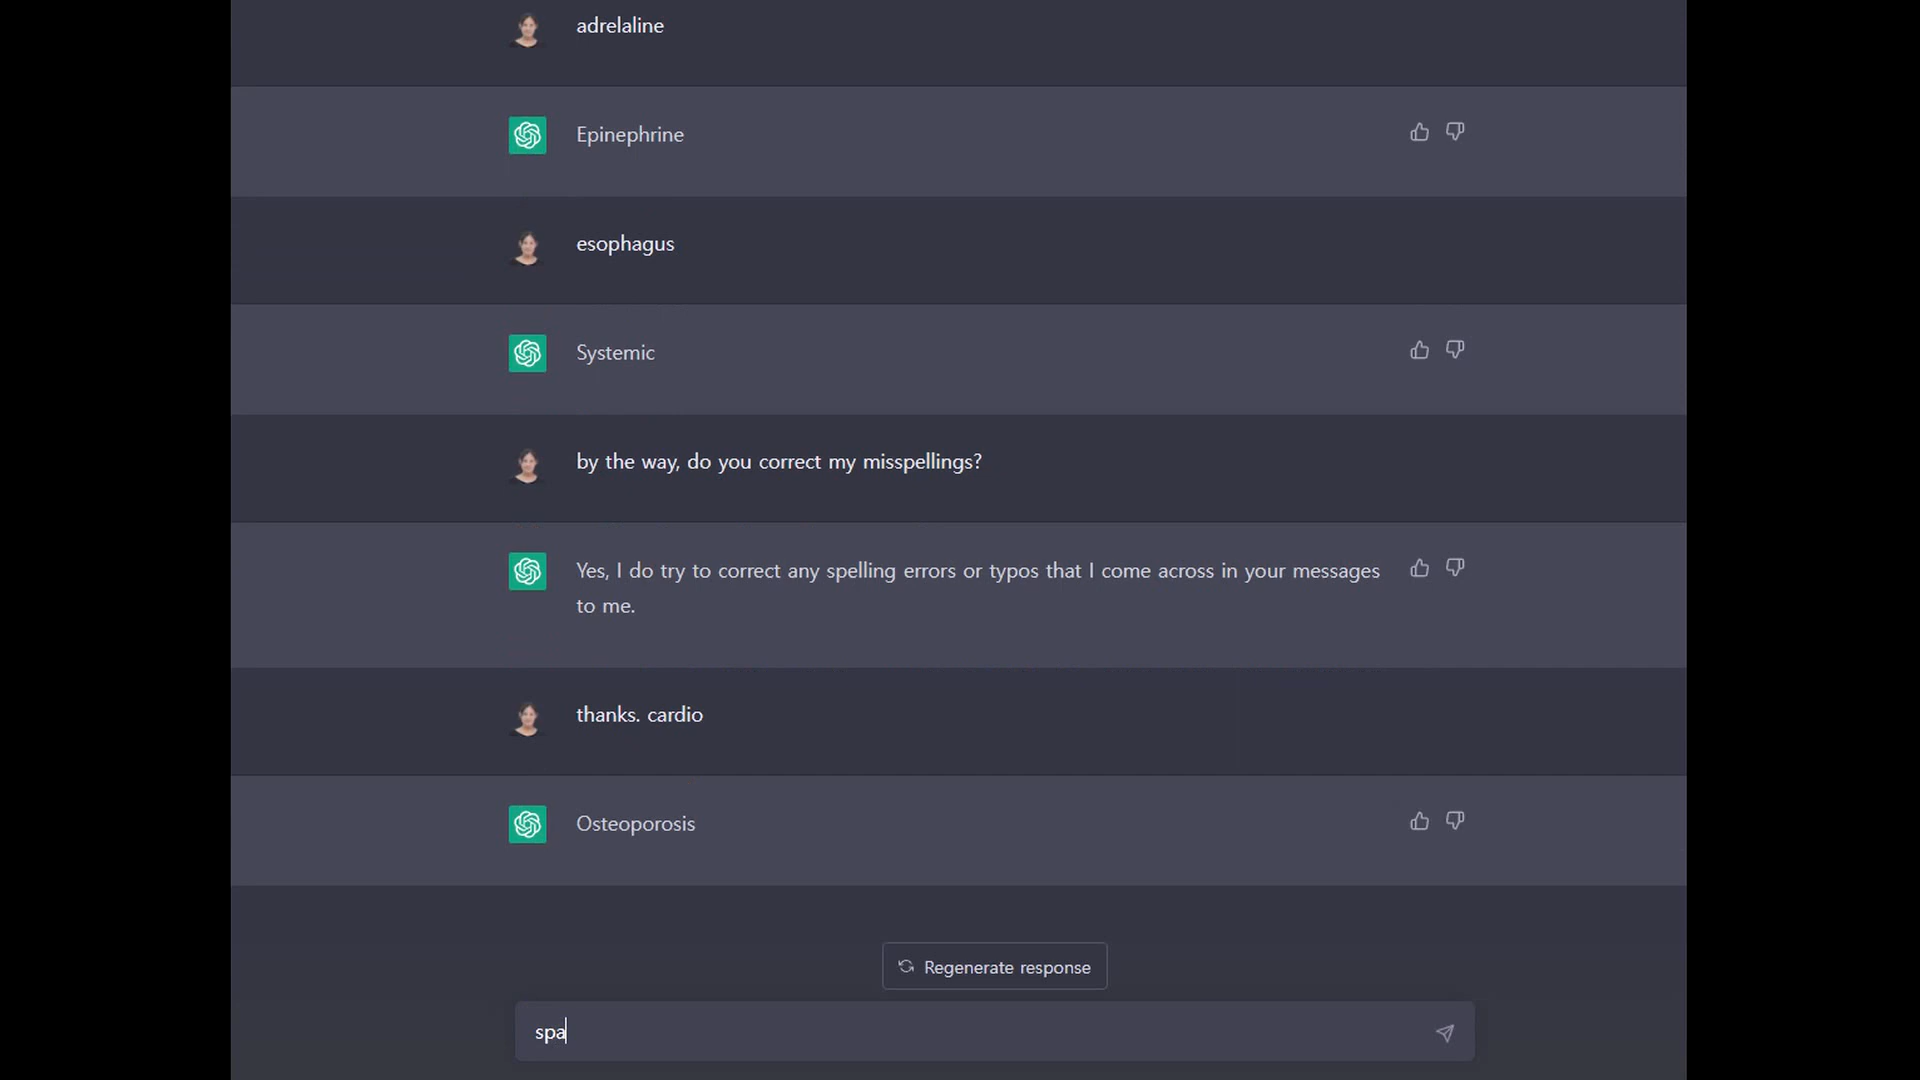 adrelaline
Epinephrine
esophagus
Systemic
by the way, do you correct my misspellings?
Yes, I do try to correct any spelling errors or typos that I come across in your messages
to me.
thanks. cardio
Osteoporosis
Regenerate response
spa